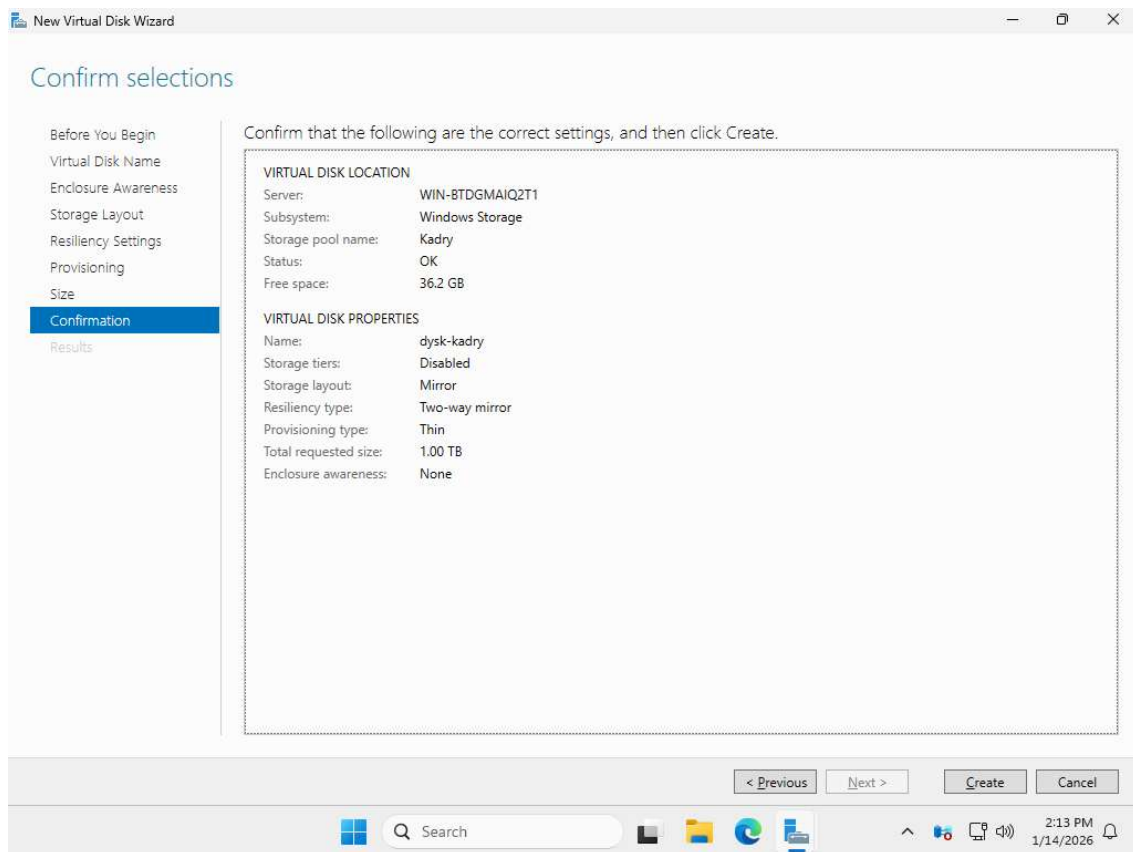 New Virtual Disk Wizard
Confirm selections
Before You Begin
Virtual Disk Name
Enclosure Awareness
Storage Layout
Resiliency Settings
Provisioning
Size
Confirmation
Results
Confirm that the following are the correct settings, and then click Create.
VIRTUAL DISK LOCATION
Server: WIN-BTDGMAIQ2T1
Subsystem: Windows Storage
Storage pool name: Kadry
Status: OK
Free space: 36.2 GB
VIRTUAL DISK PROPERTIES
Name: dysk-kadry
Storage tiers: Disabled
Storage layout: Mirror
Resiliency type: Two-way mirror
Provisioning type: Thin
Total requested size: 1.00 TB
Enclosure awareness: None
< Previous Next > Create Cancel
Search
2:13 PM
1/14/2026